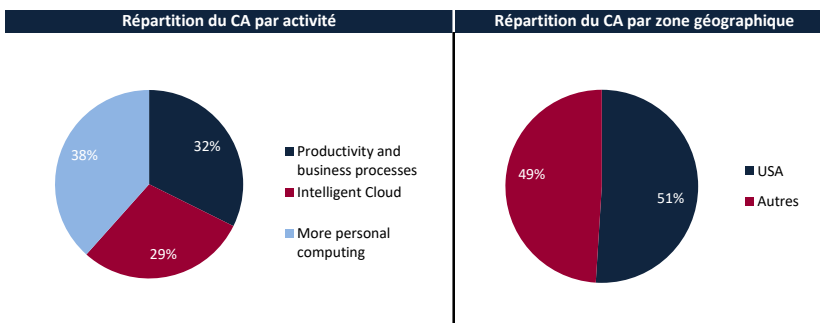 Répartition du CA par activité
32%
38%
29%
Productivity and
business processes
Intelligent Cloud
More personal
computing
Répartition du CA par zone géographique
49%
51%
USA
Autres